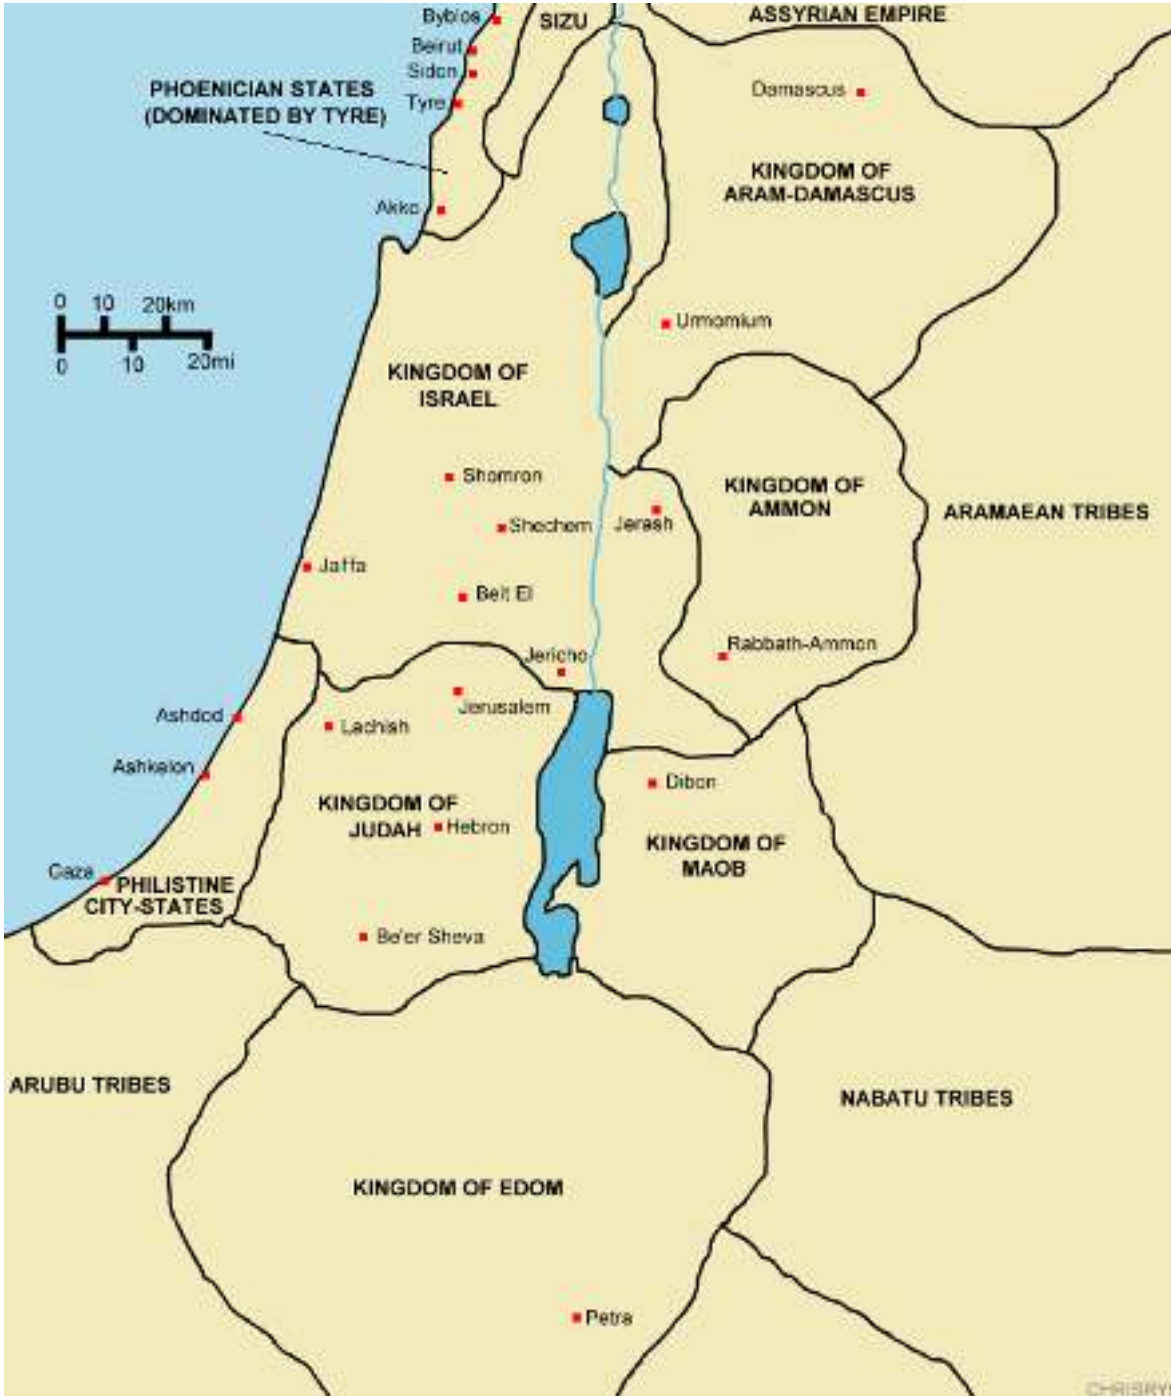 Byblos
SIZU
ASSYRIAN EMPIRE
Beirut
Sidon
PHOENICIAN STATES
(DOMINATED BY TYRE)
Tyre
Damascus
KINGDOM OF
ARAM-DAMASCUS
Akko
0 10 20km
0 10 20mi
Urmomium
KINGDOM OF
ISRAEL
Shomron
KINGDOM OF
AMMON
ARAMAEAN TRIBES
Shechem
Jerash
Jaffa
Beit El
Rabbath-Ammon
Jericho
Jerusalem
Ashdod
Lachish
Ashkelon
Dibon
KINGDOM OF
JUDAH
Hebron
KINGDOM OF
MAOB
Gaza
PHILISTINE
CITY-STATES
Be'er Sheva
ARUBU TRIBES
NABATU TRIBES
KINGDOM OF EDOM
Petra